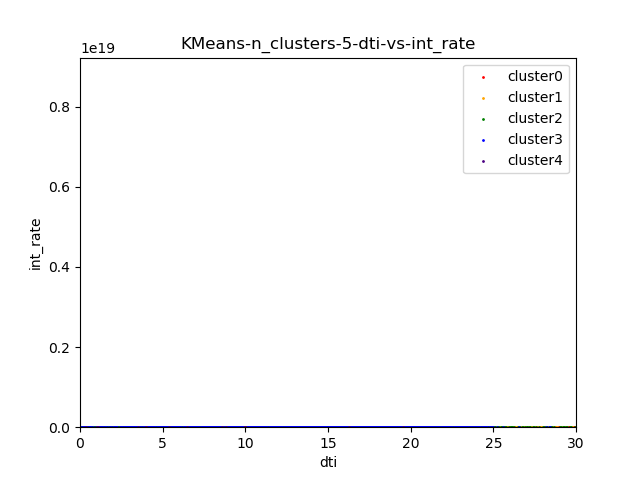 KMeans-n_clusters-5-dti-vs-int_rate
1e19
0.8
0.6
0.4
0.2
0.0
int_rate
0
5
10
15
20
25
30
dti
cluster0
cluster1
cluster2
cluster3
cluster4